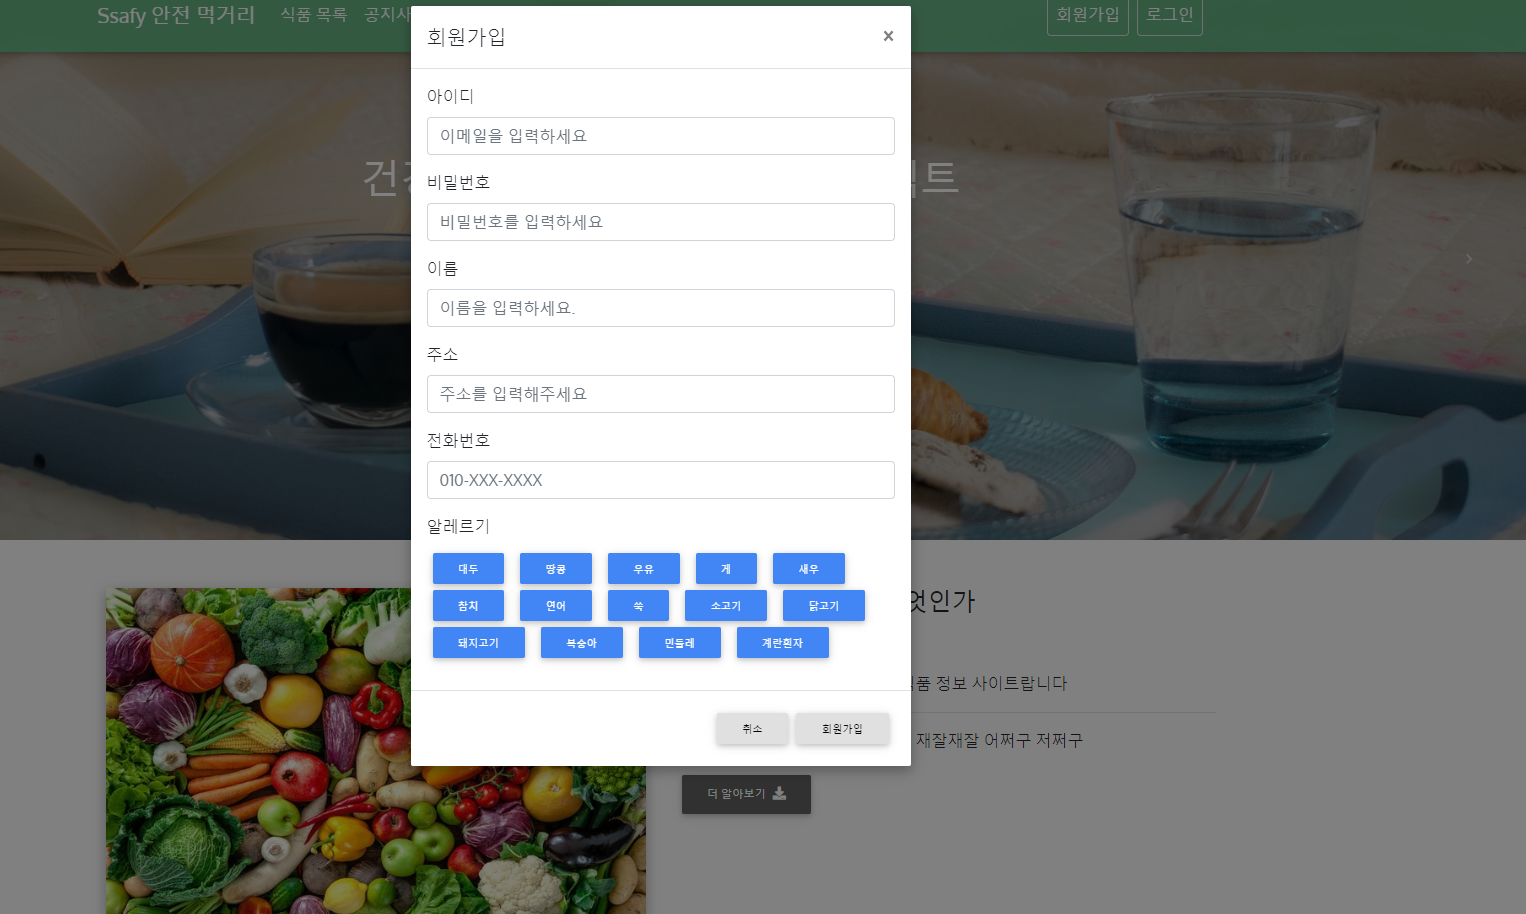 Ssafy 안전 먹거리 식품 목록 공지사 회원가입 로그인
회원가입 ×
아이디
이메일을 입력하세요
비밀번호
비밀번호를 입력하세요
이름
이름을 입력하세요.
주소
주소를 입력해주세요
전화번호
010-XXX-XXXX
알레르기
대두 땅콩 우유 게 새우
참치 연어 쑥 소고기 닭고기
돼지고기 복숭아 민들레 계란흰자
취소 회원가입
엇인가
식품 정보 사이트랍니다
재잘재잘 어쩌구 저쩌구
더 알아보기